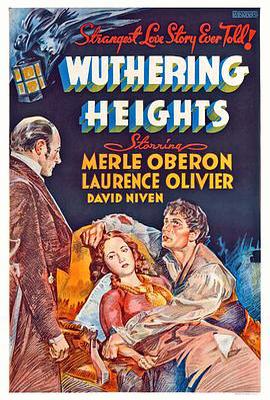 Strangest Love Story Ever Told!
WUTHERING
HEIGHTS
Starring
MERLE OBERON
LAURENCE OLIVIER
DAVID NIVEN